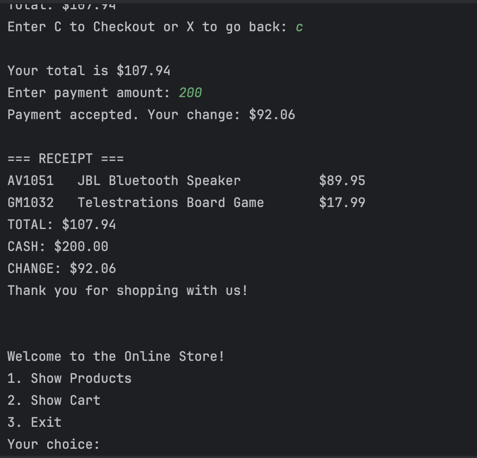 Total: $107.94
Enter C to Checkout or X to go back: c
Your total is $107.94
Enter payment amount: 200
Payment accepted. Your change: $92.06
=== RECEIPT ===
AV1051   JBL Bluetooth Speaker          $89.95
GM1032   Telestrations Board Game       $17.99
TOTAL: $107.94
CASH: $200.00
CHANGE: $92.06
Thank you for shopping with us!
Welcome to the Online Store!
1. Show Products
2. Show Cart
3. Exit
Your choice: